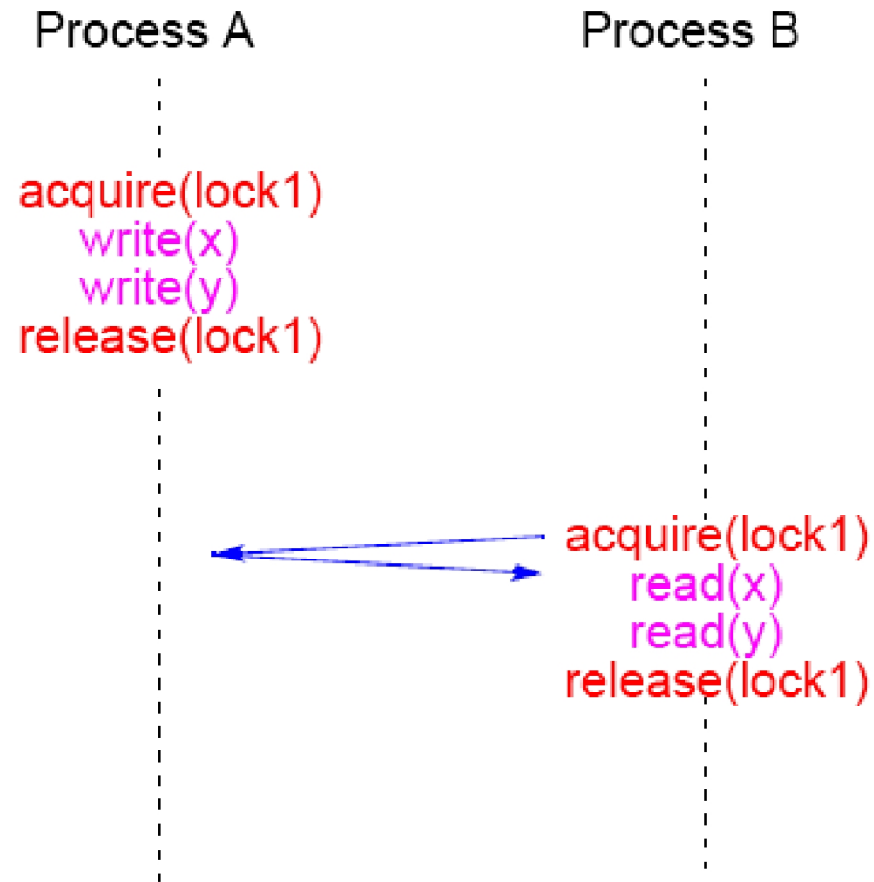 Process A
Process B
acquire(lock1)
write(x)
write(y)
release(lock1)
acquire(lock1)
read(x)
read(y)
release(lock1)